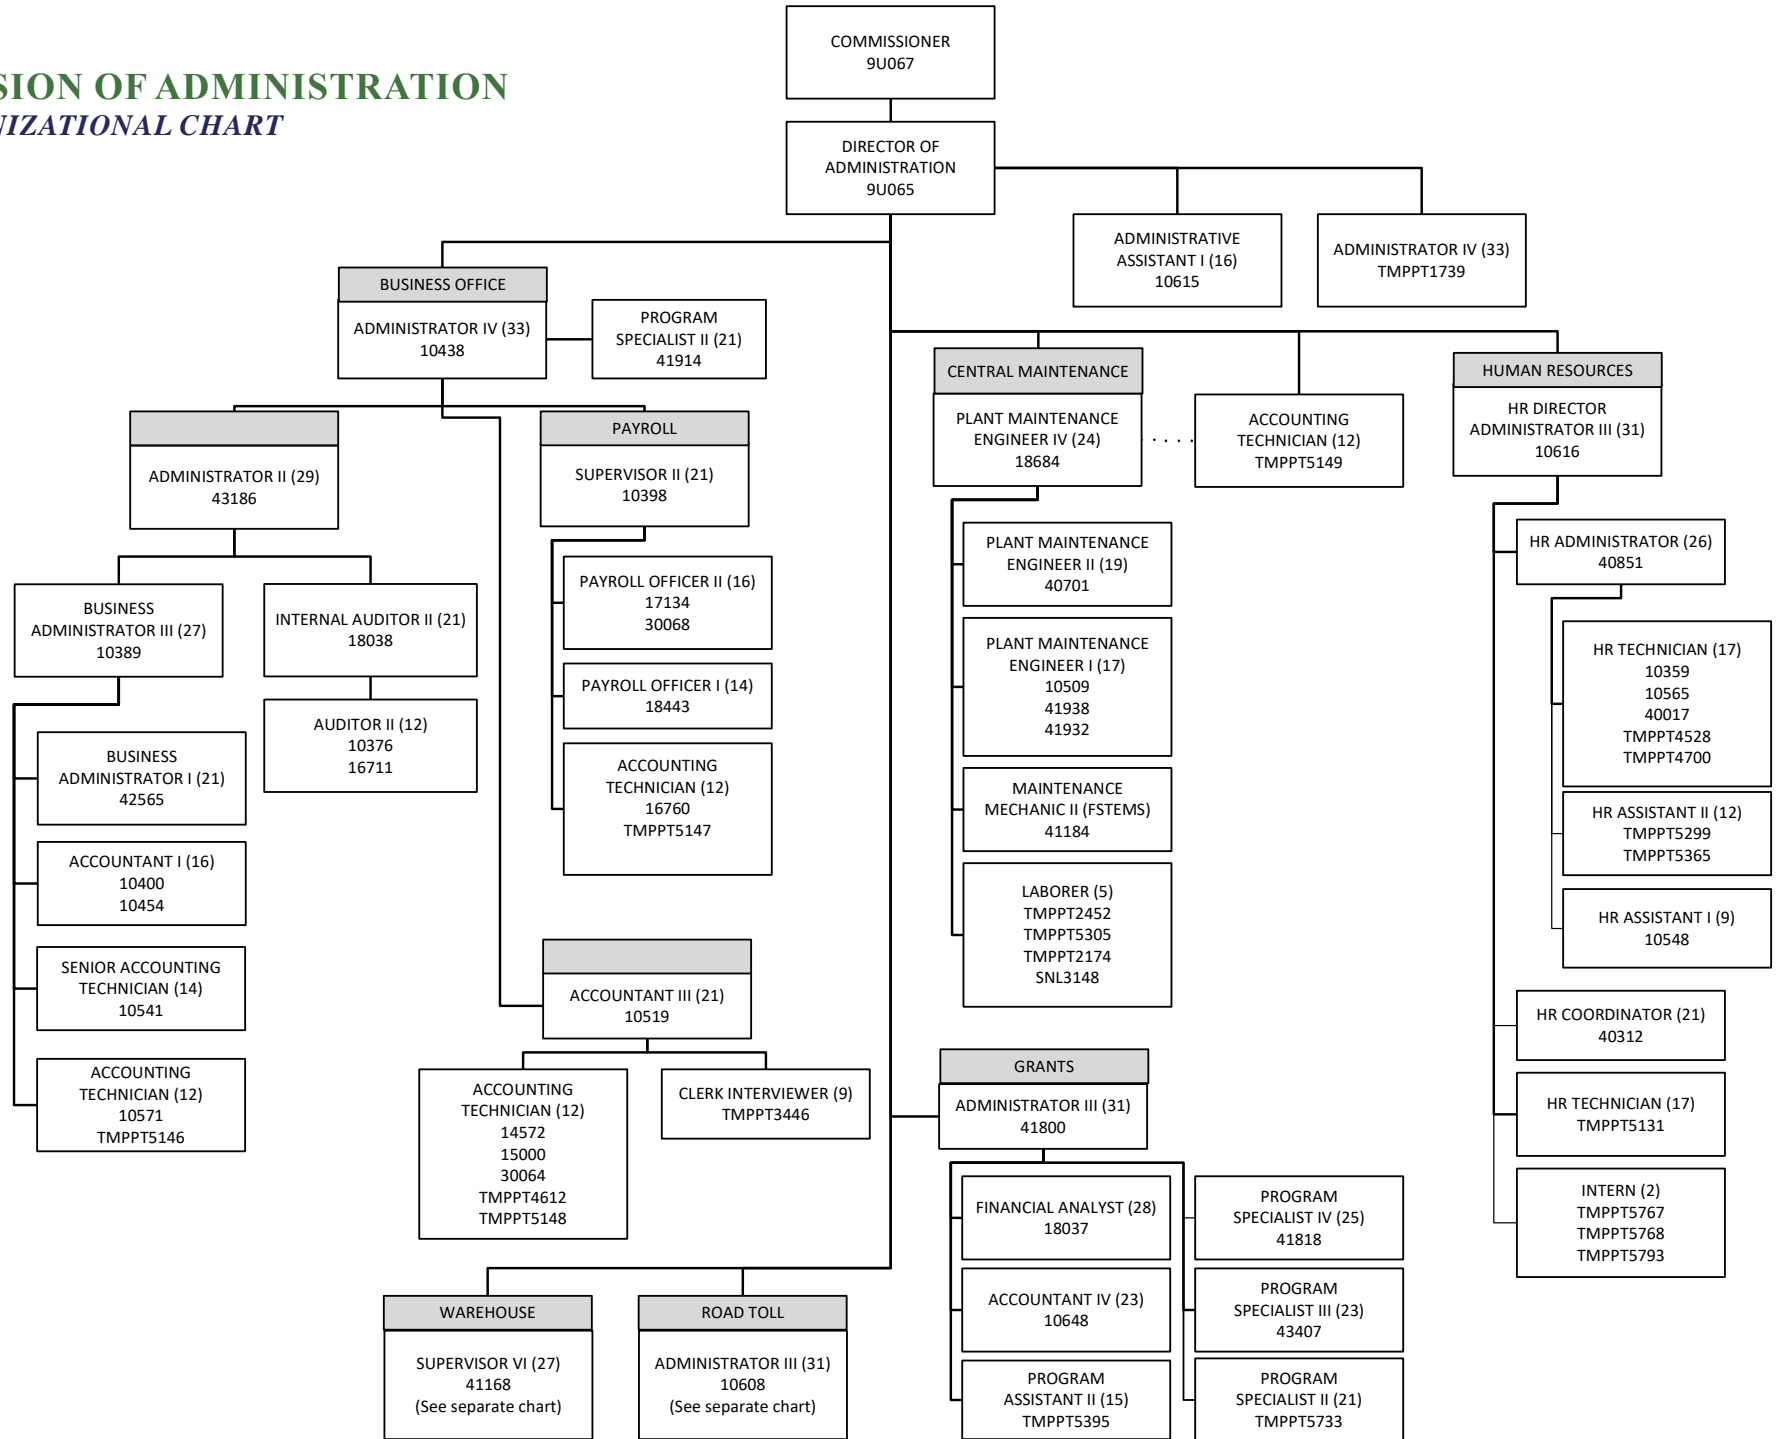 SION OF ADMINISTRATION
NIZATIONAL CHART
COMMISSIONER
9U067
DIRECTOR OF
ADMINISTRATION
9U065
ADMINISTRATIVE
ASSISTANT I (16)
10615
ADMINISTRATOR IV (33)
TMPPT1739
BUSINESS OFFICE
ADMINISTRATOR IV (33)
10438
PROGRAM
SPECIALIST II (21)
41914
ADMINISTRATOR II (29)
43186
PAYROLL
SUPERVISOR II (21)
10398
BUSINESS
ADMINISTRATOR III (27)
10389
INTERNAL AUDITOR II (21)
18038
AUDITOR II (12)
10376
16711
BUSINESS
ADMINISTRATOR I (21)
42565
ACCOUNTANT I (16)
10400
10454
SENIOR ACCOUNTING
TECHNICIAN (14)
10541
ACCOUNTING
TECHNICIAN (12)
10571
TMPPT5146
PAYROLL OFFICER II (16)
17134
30068
PAYROLL OFFICER I (14)
18443
ACCOUNTING
TECHNICIAN (12)
16760
TMPPT5147
ACCOUNTANT III (21)
10519
ACCOUNTING
TECHNICIAN (12)
14572
15000
30064
TMPPT4612
TMPPT5148
CLERK INTERVIEWER (9)
TMPPT3446
CENTRAL MAINTENANCE
PLANT MAINTENANCE
ENGINEER IV (24)
18684
ACCOUNTING
TECHNICIAN (12)
TMPPT5149
PLANT MAINTENANCE
ENGINEER II (19)
40701
PLANT MAINTENANCE
ENGINEER I (17)
10509
41938
41932
MAINTENANCE
MECHANIC II (FSTEMS)
41184
LABORER (5)
TMPPT2452
TMPPT5305
TMPPT2174
SNL3148
HUMAN RESOURCES
HR DIRECTOR
ADMINISTRATOR III (31)
10616
HR ADMINISTRATOR (26)
40851
HR TECHNICIAN (17)
10359
10565
40017
TMPPT4528
TMPPT4700
HR ASSISTANT II (12)
TMPPT5299
TMPPT5365
HR ASSISTANT I (9)
10548
HR COORDINATOR (21)
40312
HR TECHNICIAN (17)
TMPPT5131
INTERN (2)
TMPPT5767
TMPPT5768
TMPPT5793
GRANTS
ADMINISTRATOR III (31)
41800
FINANCIAL ANALYST (28)
18037
ACCOUNTANT IV (23)
10648
PROGRAM
ASSISTANT II (15)
TMPPT5395
PROGRAM
SPECIALIST IV (25)
41818
PROGRAM
SPECIALIST III (23)
43407
PROGRAM
SPECIALIST II (21)
TMPPT5733
WAREHOUSE
SUPERVISOR VI (27)
41168
(See separate chart)
ROAD TOLL
ADMINISTRATOR III (31)
10608
(See separate chart)